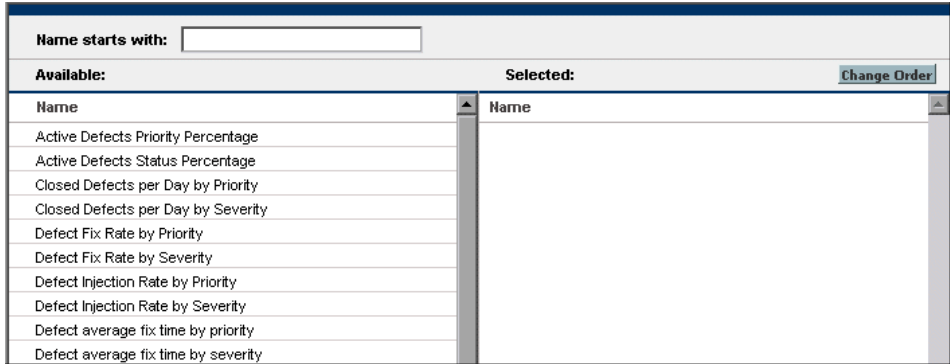 Name starts with:
Available: Selected: Change Order
Name Name
Active Defects Priority Percentage
Active Defects Status Percentage
Closed Defects per Day by Priority
Closed Defects per Day by Severity
Defect Fix Rate by Priority
Defect Fix Rate by Severity
Defect Injection Rate by Priority
Defect Injection Rate by Severity
Defect average fix time by priority
Defect average fix time by severity